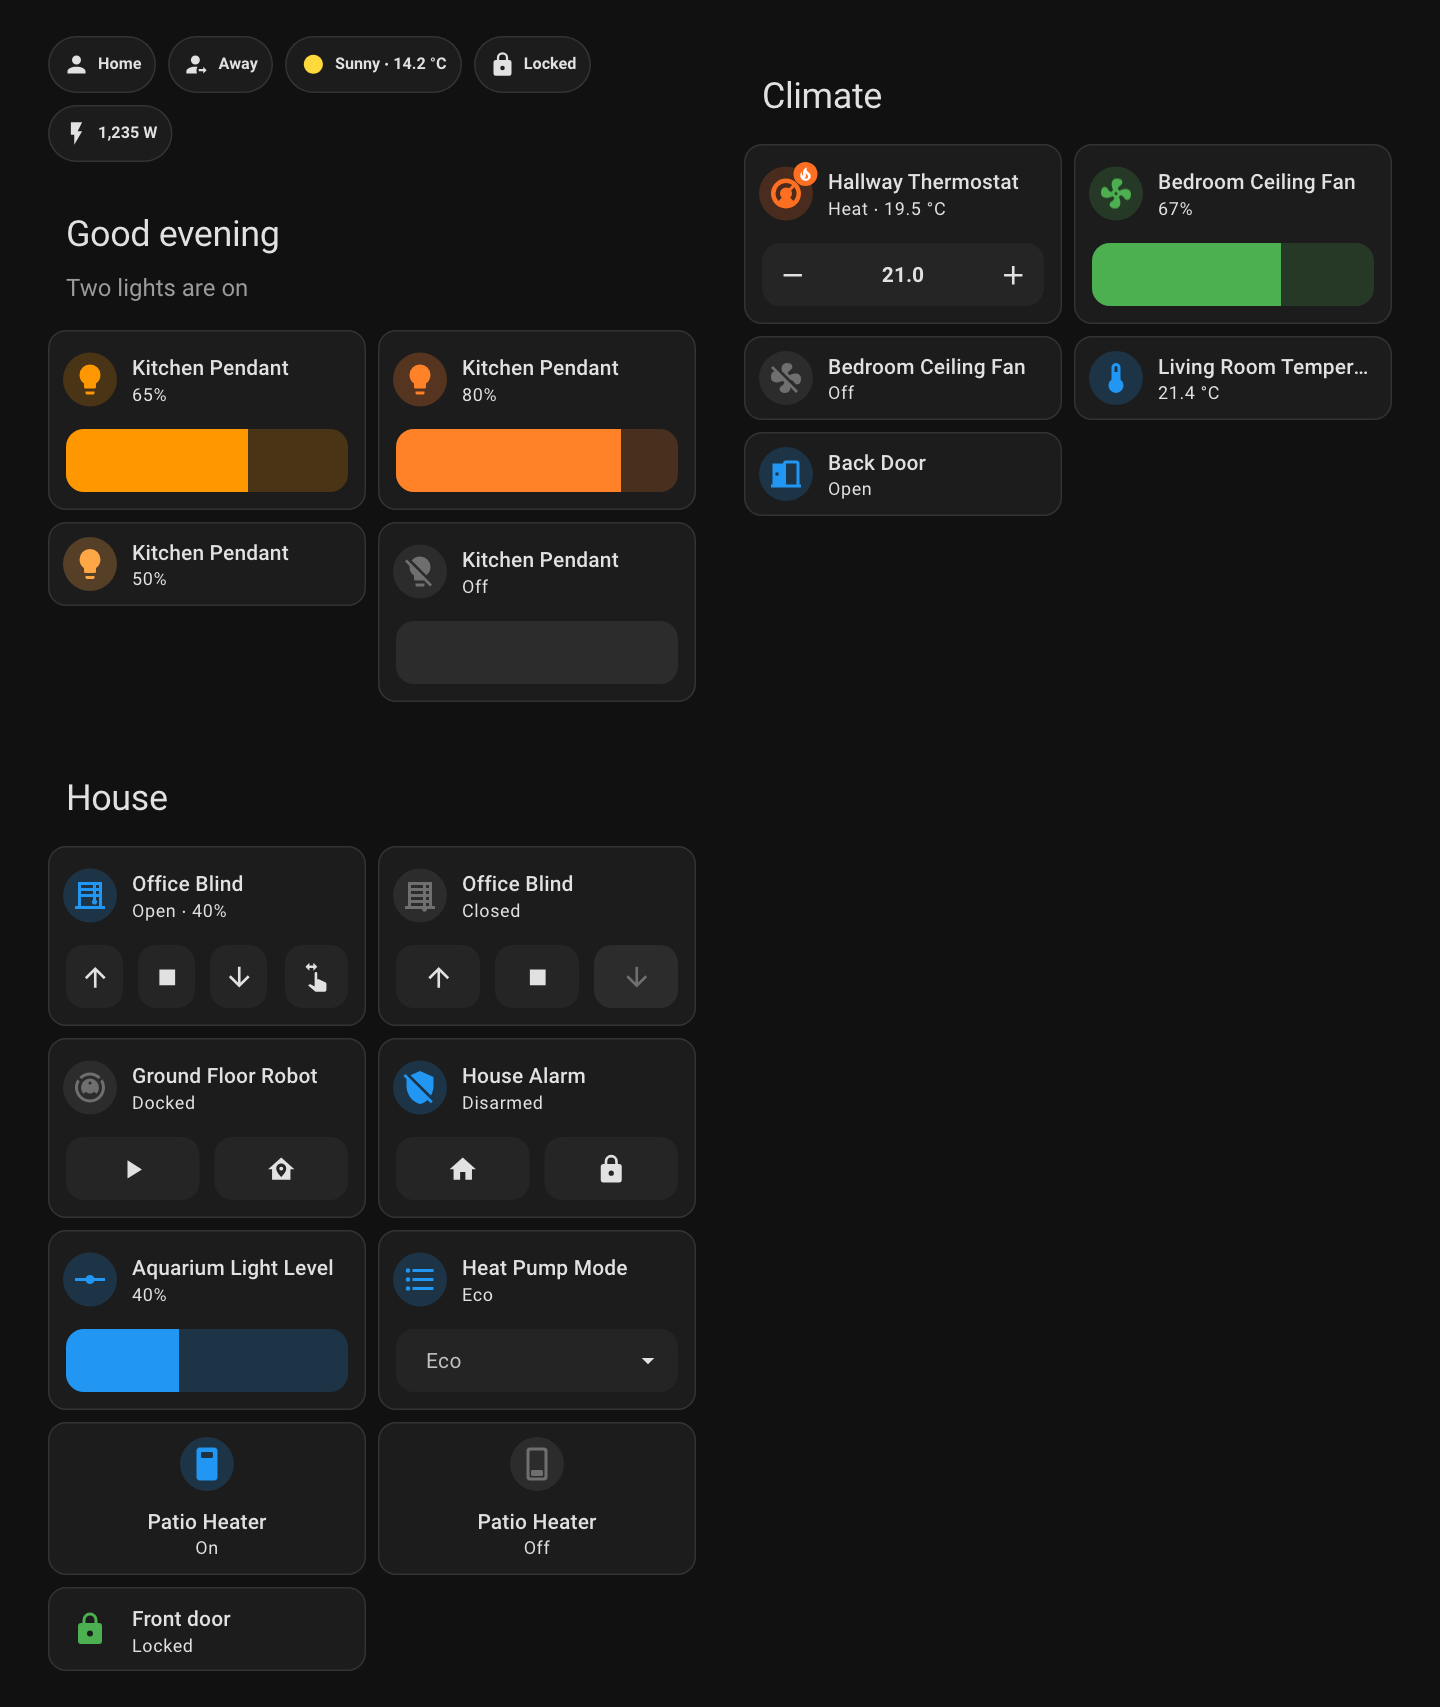 Home
Away
Sunny · 14.2 °C
Locked
1,235 W
Good evening
Two lights are on
Kitchen Pendant
65%
Kitchen Pendant
80%
Kitchen Pendant
50%
Kitchen Pendant
Off
House
Office Blind
Open · 40%
Office Blind
Closed
Ground Floor Robot
Docked
House Alarm
Disarmed
Aquarium Light Level
40%
Heat Pump Mode
Eco
Eco
Patio Heater
On
Patio Heater
Off
Front door
Locked
Climate
Hallway Thermostat
Heat · 19.5 °C
21.0
Bedroom Ceiling Fan
67%
Bedroom Ceiling Fan
Off
Living Room Temper...
21.4 °C
Back Door
Open